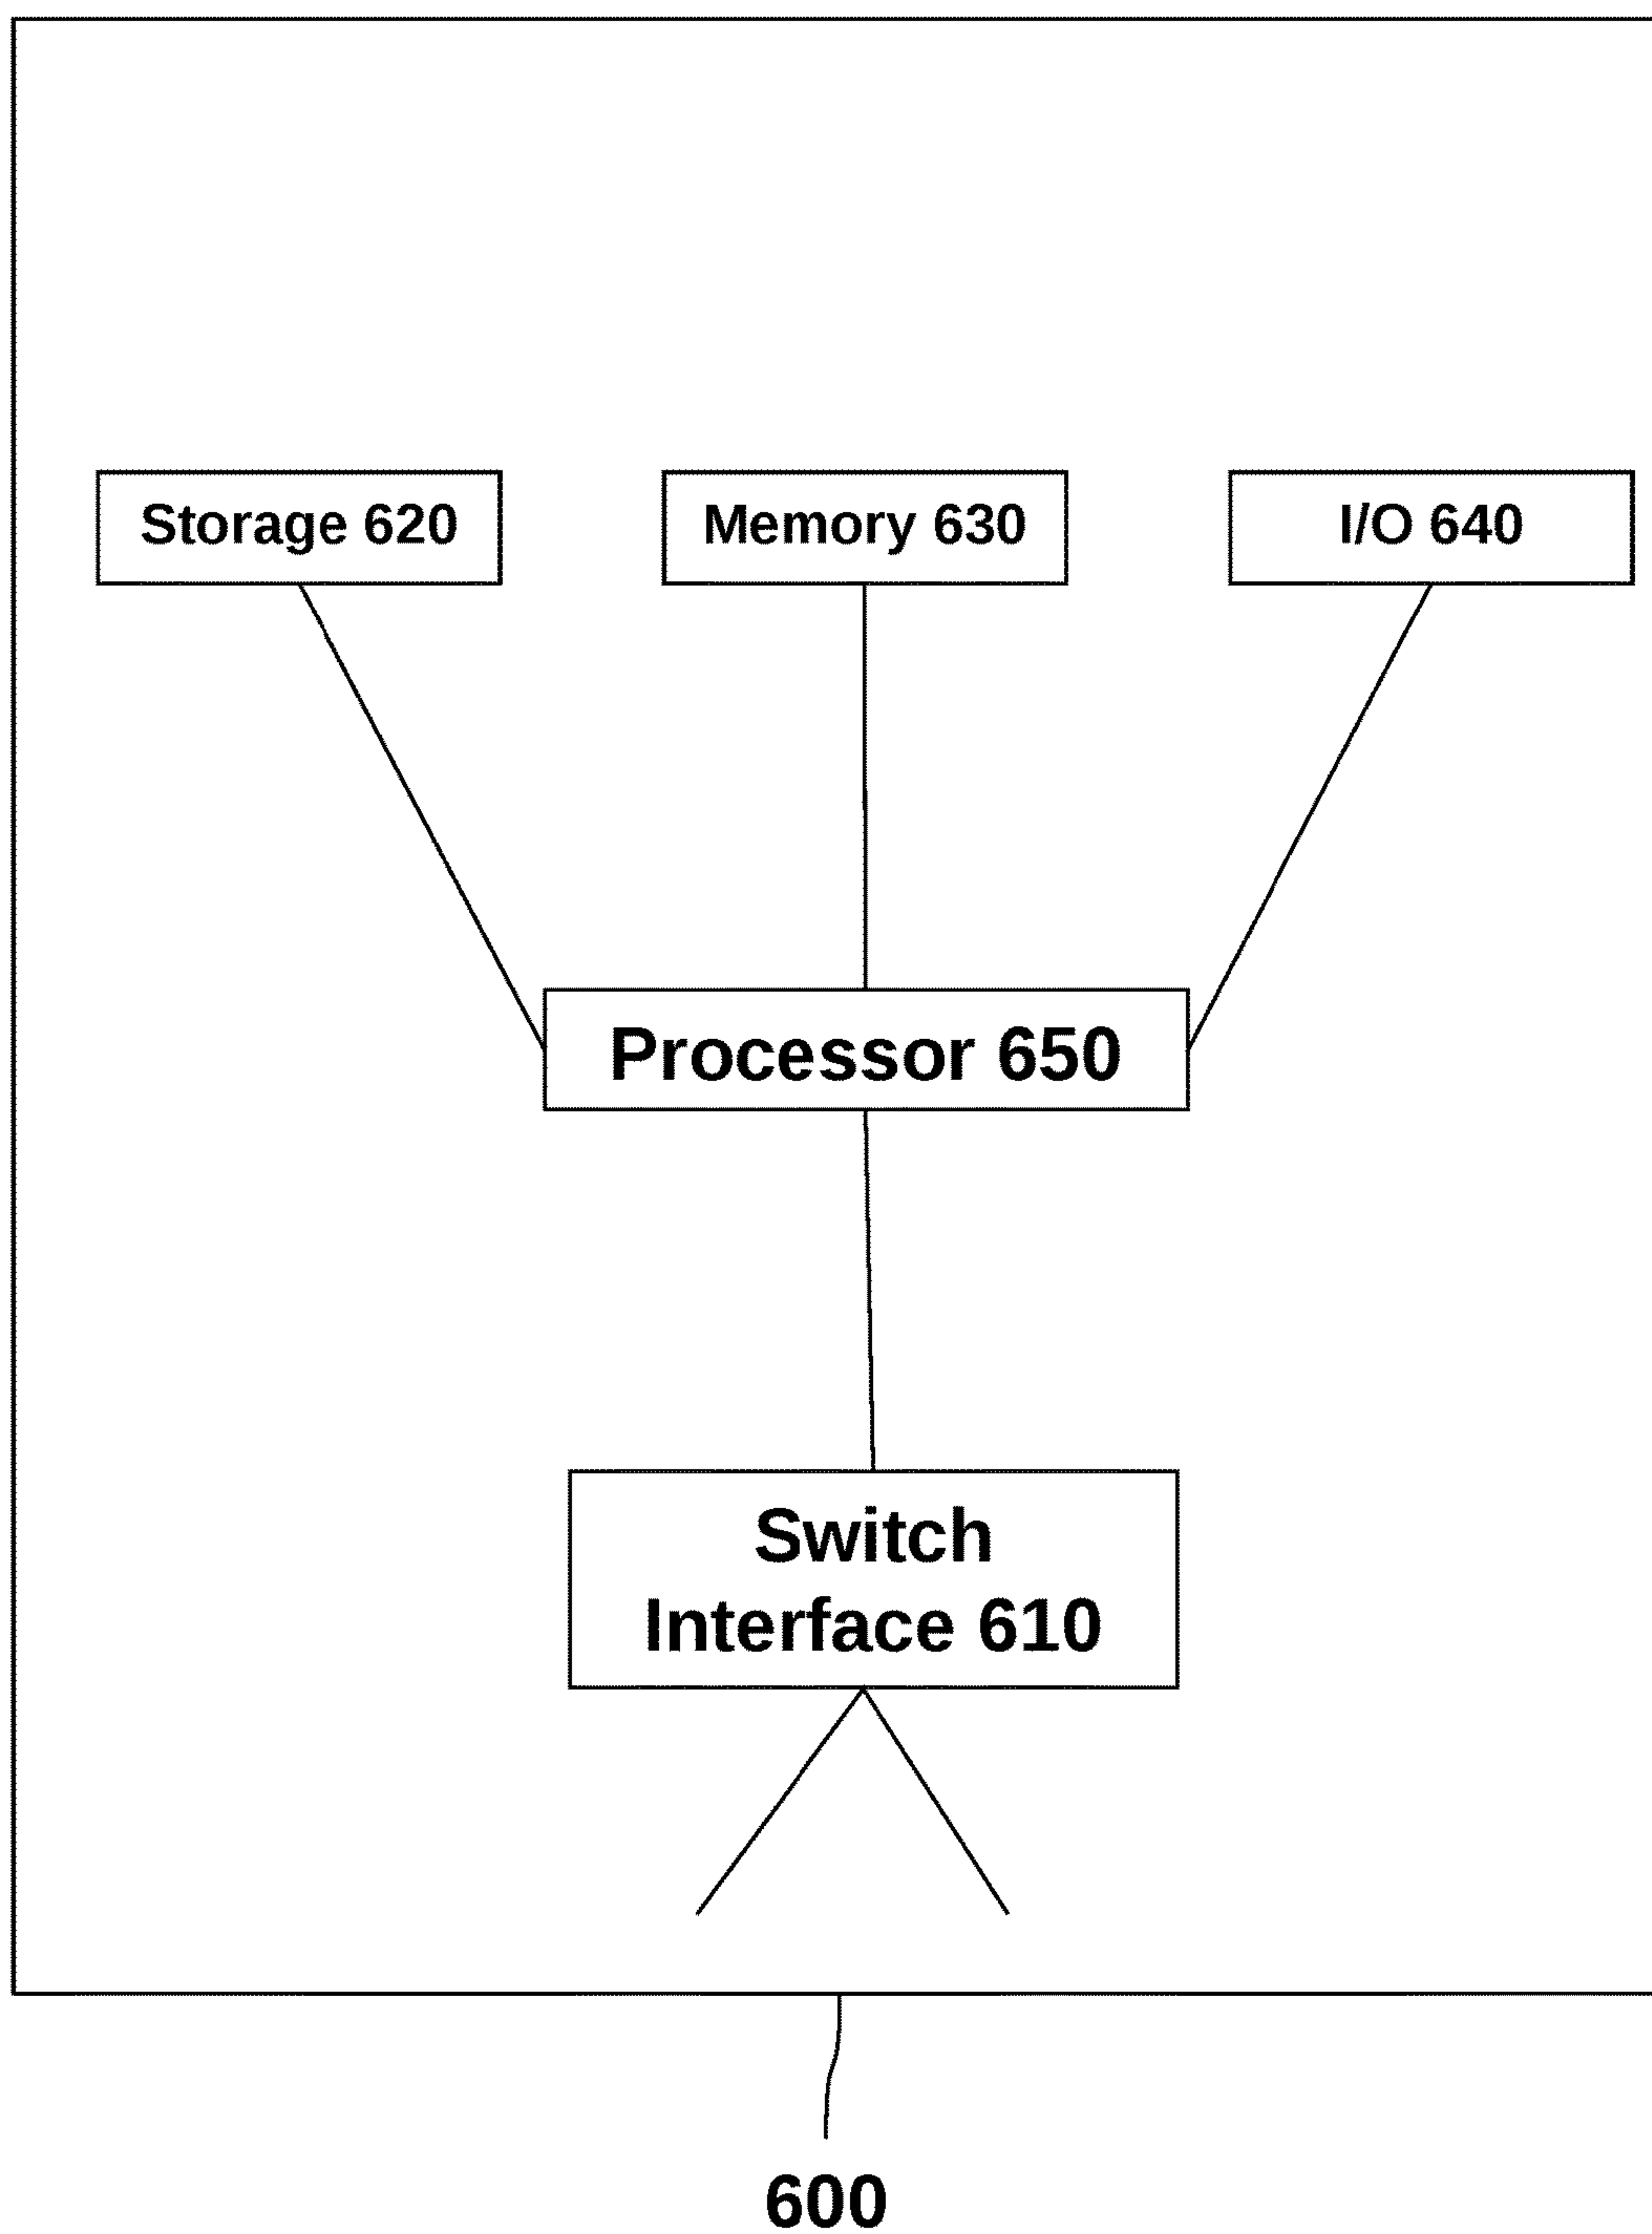 Storage 620
Memory 630
I/O 640
Processor 650
Switch
Interface 610
600